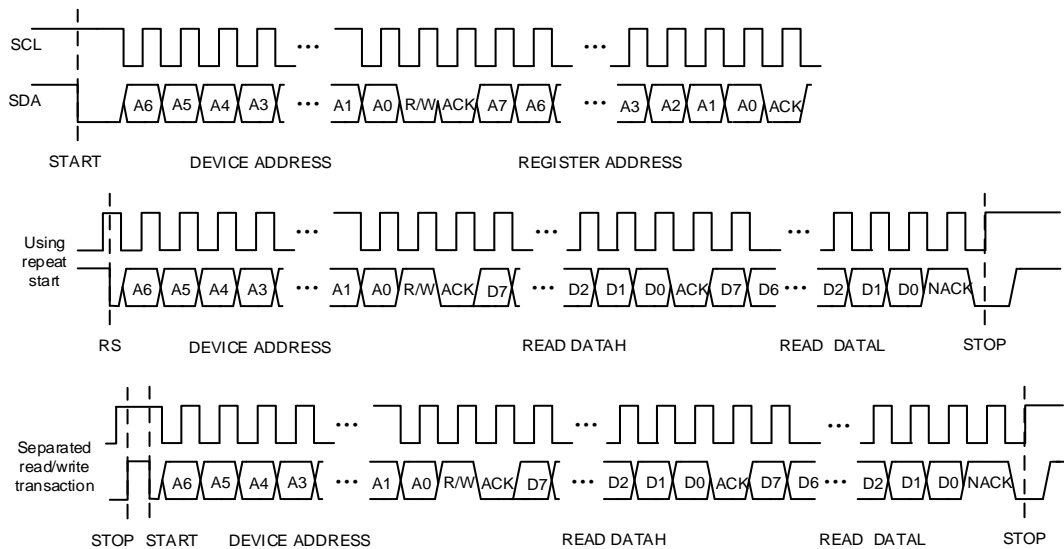 SCL ... ...
SDA A6 A5 A4 A3 ... A1 A0 R/W ACK A7 A6 ... A3 A2 A1 A0 ACK
START DEVICE ADDRESS REGISTER ADDRESS
Using
repeat
start
... ... ...
A6 A5 A4 A3 ... A1 A0 R/W ACK D7 ... D2 D1 D0 ACK D7 D6 ... D2 D1 D0 NACK
RS DEVICE ADDRESS READ DATAH READ DATAL STOP
Separated
read/write
transaction
... ... ...
A6 A5 A4 A3 ... A1 A0 R/W ACK D7 ... D2 D1 D0 ACK D7 D6 ... D2 D1 D0 NACK
STOP START DEVICE ADDRESS READ DATAH READ DATAL STOP